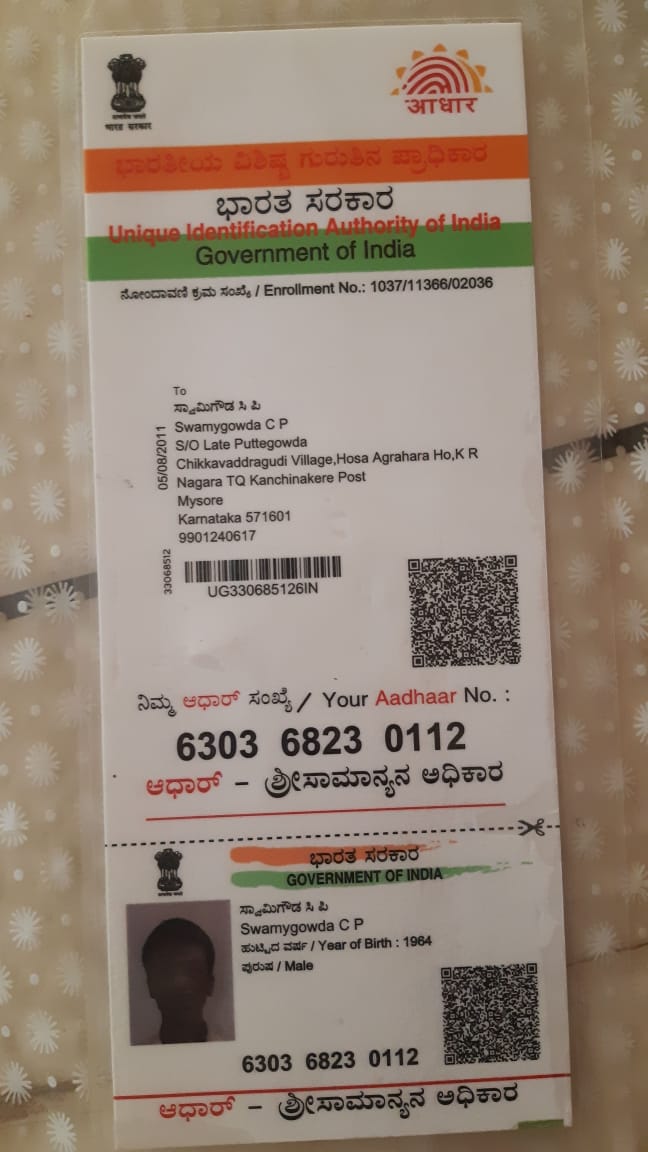 भारत सरकार
आधार
ಭಾರತೀಯ ವಿಶಿಷ್ಟ ಗುರುತಿನ ಪ್ರಾಧಿಕಾರ
ಭಾರತ ಸರಕಾರ
Unique Identification Authority of India
Government of India
ನೋಂದಾವಣಿ ಕ್ರಮ ಸಂಖ್ಯೆ / Enrollment No.: 1037/11366/02036
To
ಸ್ವಾಮಿಗೌಡ ಸಿ ಪಿ
Swamygowda C P
S/O Late Puttegowda
Chikkavaddragudi Village,Hosa Agrahara Ho,K R
Nagara TQ Kanchinakere Post
Mysore
Karnataka 571601
9901240617
05/08/2011
33068512
UG330685126IN
ನಿಮ್ಮ ಆಧಾರ್ ಸಂಖ್ಯೆ / Your Aadhaar No. :
6303 6823 0112
ಆಧಾರ್ – ಶ್ರೀಸಾಮಾನ್ಯನ ಅಧಿಕಾರ
ಭಾರತ ಸರಕಾರ
GOVERNMENT OF INDIA
ಸ್ವಾಮಿಗೌಡ ಸಿ ಪಿ
Swamygowda C P
ಹುಟ್ಟಿದ ವರ್ಷ / Year of Birth : 1964
ಪುರುಷ / Male
6303 6823 0112
ಆಧಾರ್ – ಶ್ರೀಸಾಮಾನ್ಯನ ಅಧಿಕಾರ